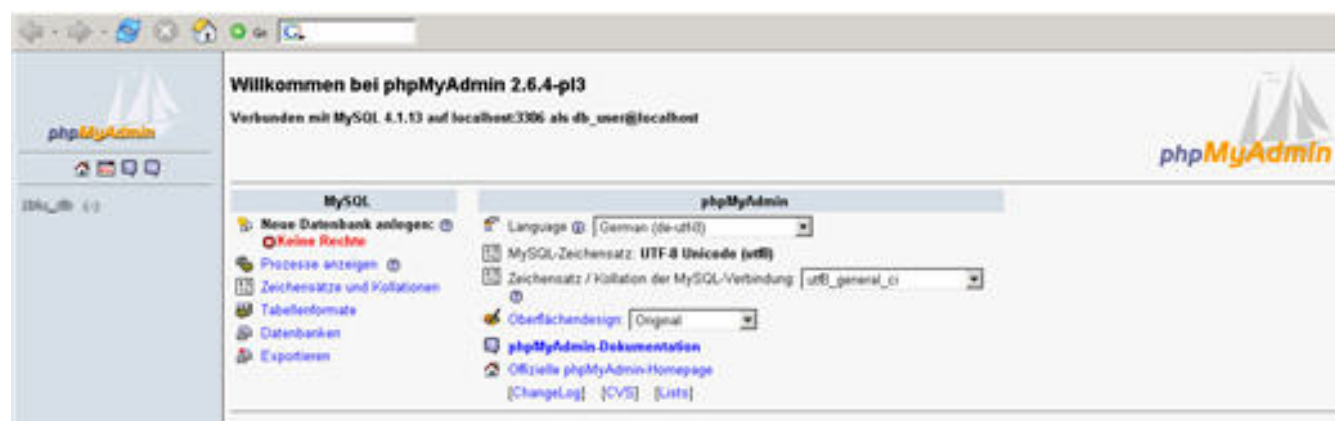 Go
phpMyAdmin
Willkommen bei phpMyAdmin 2.6.4-pl3
Verbunden mit MySQL 4.1.13 auf localhost:3306 als db_user@localhost
phpMyAdmin
(-)
MySQL
Neue Datenbank anlegen:
Keine Rechte
Prozesse anzeigen
Zeichensätze und Kollationen
Tabellenformate
Datenbanken
Exportieren
phpMyAdmin
Language German (de-utf-8)
MySQL-Zeichensatz: UTF-8 Unicode (utf8)
Zeichensatz / Kollation der MySQL-Verbindung: utf8_general_ci
Oberflächendesign: Original
phpMyAdmin-Dokumentation
Offizielle phpMyAdmin-Homepage
[ChangeLog] [CVS] [Lists]